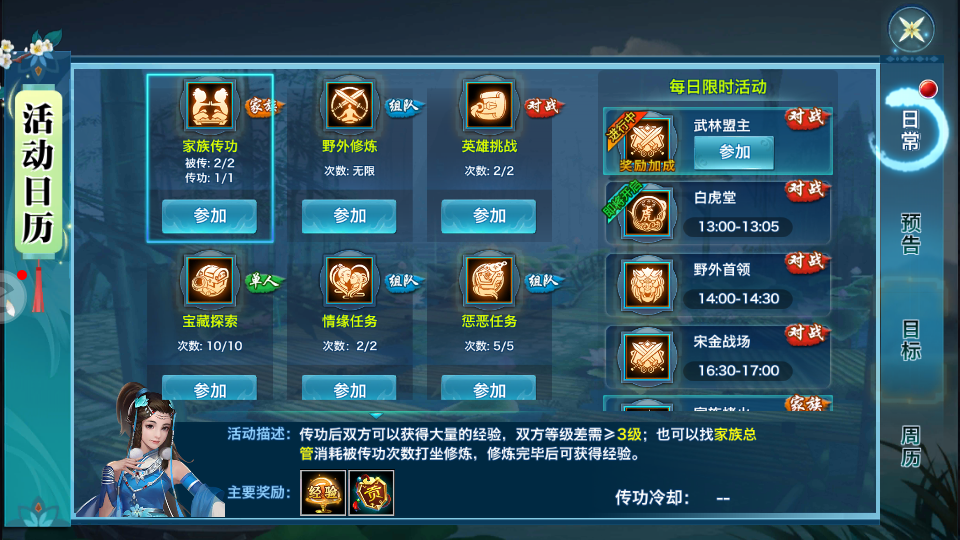 活动日历
家族
家族传功
被传: 2/2
传功: 1/1
参加
组队
野外修炼
次数: 无限
参加
对战
英雄挑战
次数: 2/2
参加
单人
宝藏探索
次数: 10/10
参加
组队
情缘任务
次数: 2/2
参加
组队
惩恶任务
次数: 5/5
参加
每日限时活动
进行中
奖励加成
武林盟主
对战
参加
即将开启
虎
白虎堂
对战
13:00-13:05
野外首领
对战
14:00-14:30
宋金战场
对战
16:30-17:00
家族烤火
家族
日常
预告
目标
周历
活动描述: 传功后双方可以获得大量的经验，双方等级差需≥3级；也可以找家族总
管消耗被传功次数打坐修炼，修炼完毕后可获得经验。
主要奖励:
经验
贡
传功冷却: --